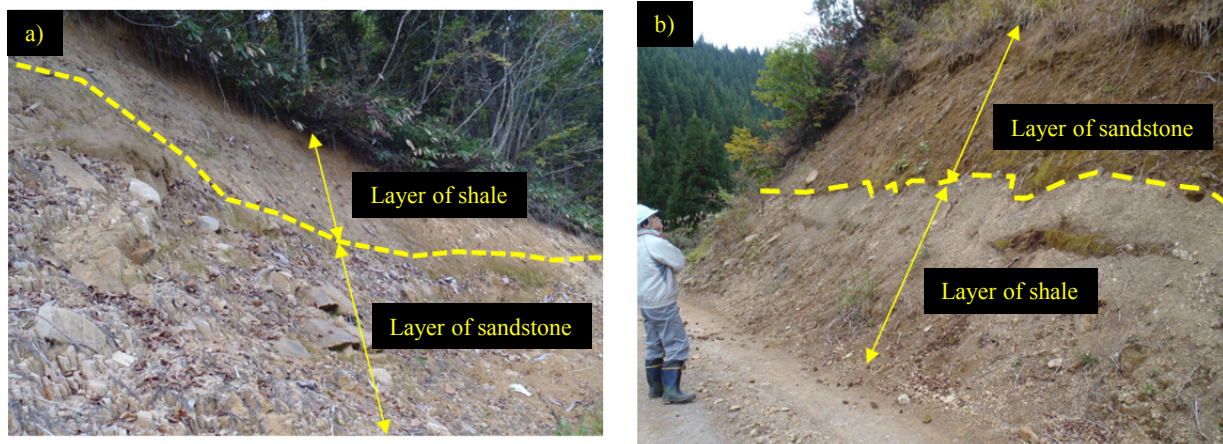 a)
Layer of shale
Layer of sandstone
b)
Layer of sandstone
Layer of shale